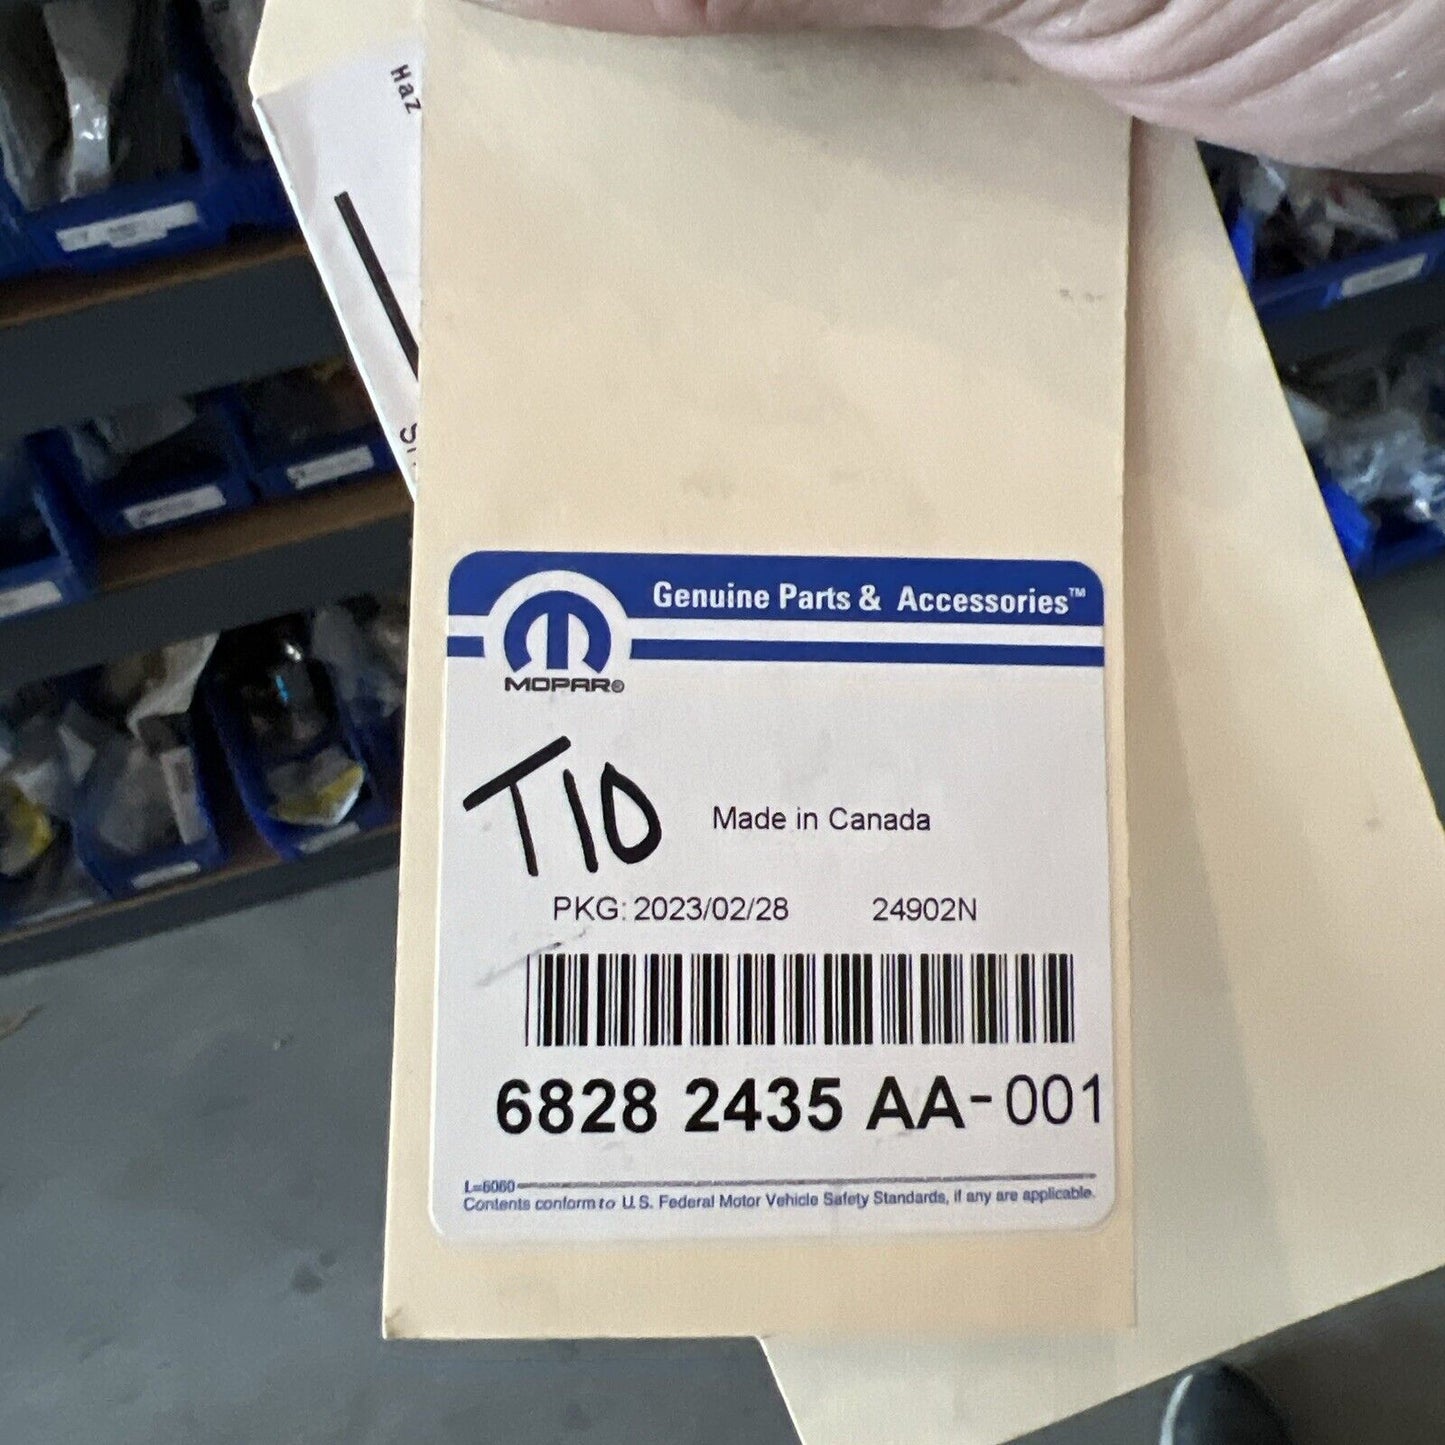 Haz
Genuine Parts & Accessories™
MOPAR®
T10
Made in Canada
PKG: 2023/02/28 24902N
6828 2435 AA-001
L=6060
Contents conform to U.S. Federal Motor Vehicle Safety Standards, if any are applicable.